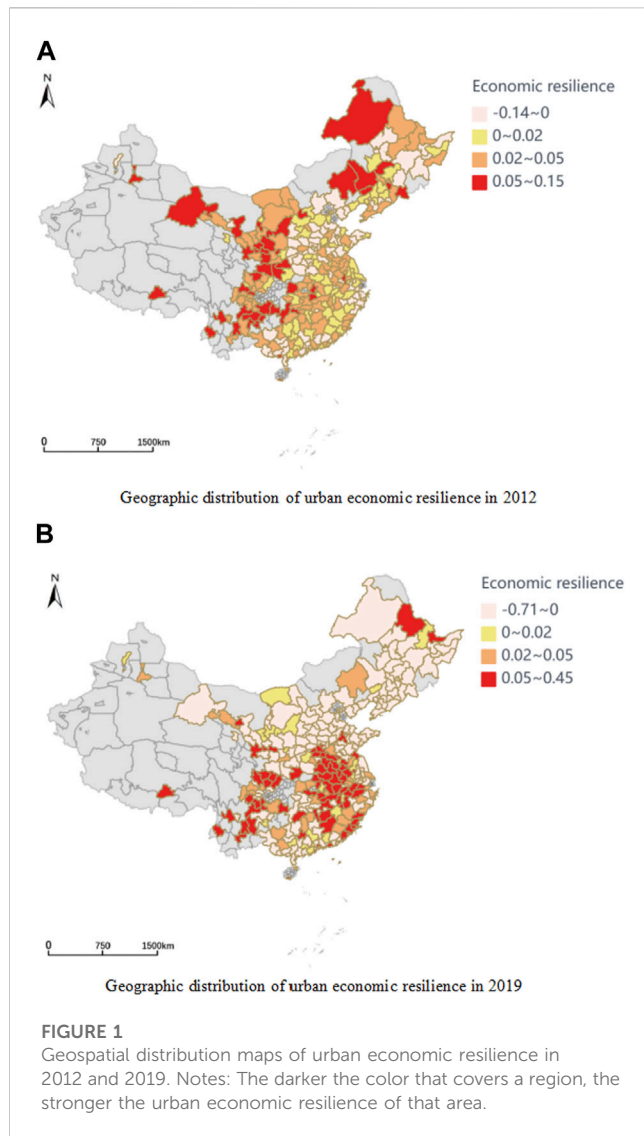 A
N
Economic resilience
-0.14~0
0~0.02
0.02~0.05
0.05~0.15
0 750 1500km
Geographic distribution of urban economic resilience in 2012
B
N
Economic resilience
-0.71~0
0~0.02
0.02~0.05
0.05~0.45
0 750 1500km
Geographic distribution of urban economic resilience in 2019
FIGURE 1
Geospatial distribution maps of urban economic resilience in
2012 and 2019. Notes: The darker the color that covers a region, the
stronger the urban economic resilience of that area.